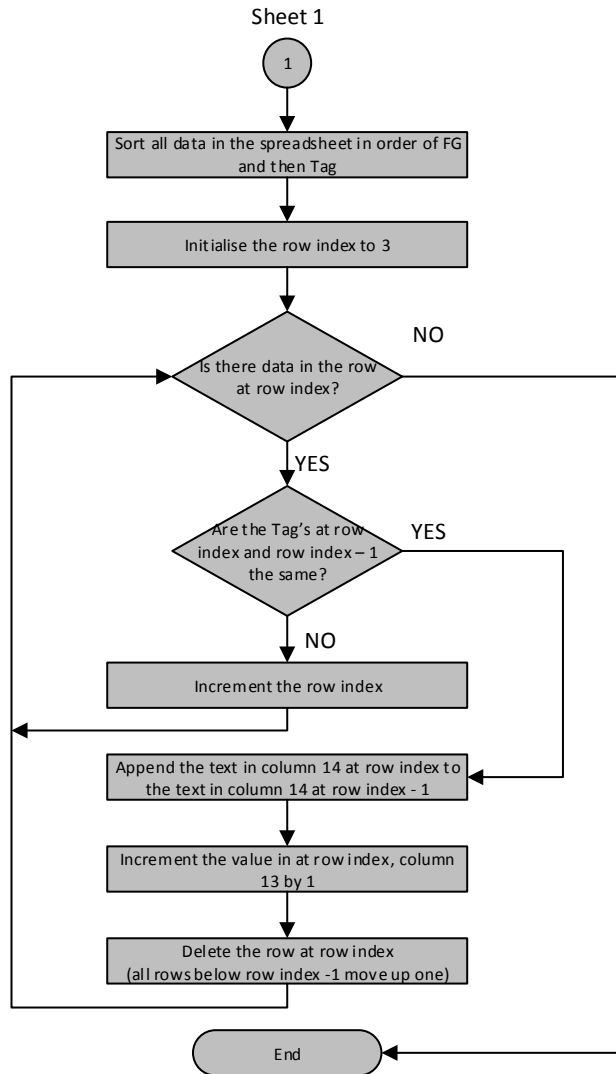 Sheet 1
1
Sort all data in the spreadsheet in order of FG
and then Tag
Initialise the row index to 3
Is there data in the row
at row index?
NO
YES
Are the Tag's at row
index and row index – 1
the same?
YES
NO
Increment the row index
Append the text in column 14 at row index to
the text in column 14 at row index - 1
Increment the value in at row index, column
13 by 1
Delete the row at row index
(all rows below row index -1 move up one)
End